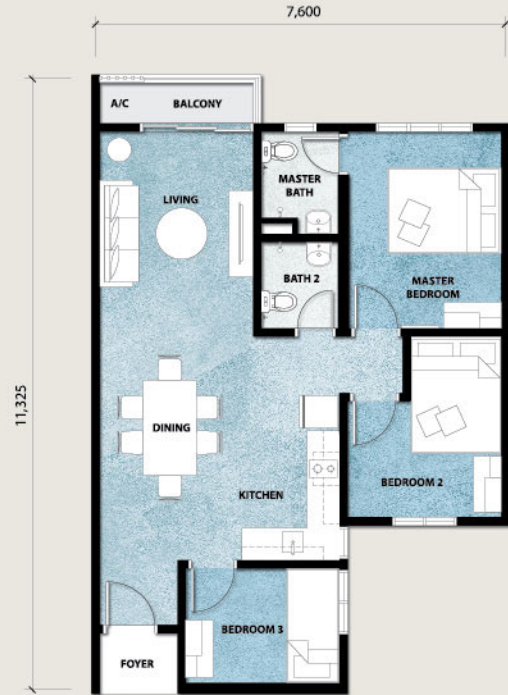 7,600
A/C
BALCONY
LIVING
MASTER
BATH
BATH 2
MASTER
BEDROOM
11,325
DINING
KITCHEN
BEDROOM 2
BEDROOM 3
FOYER